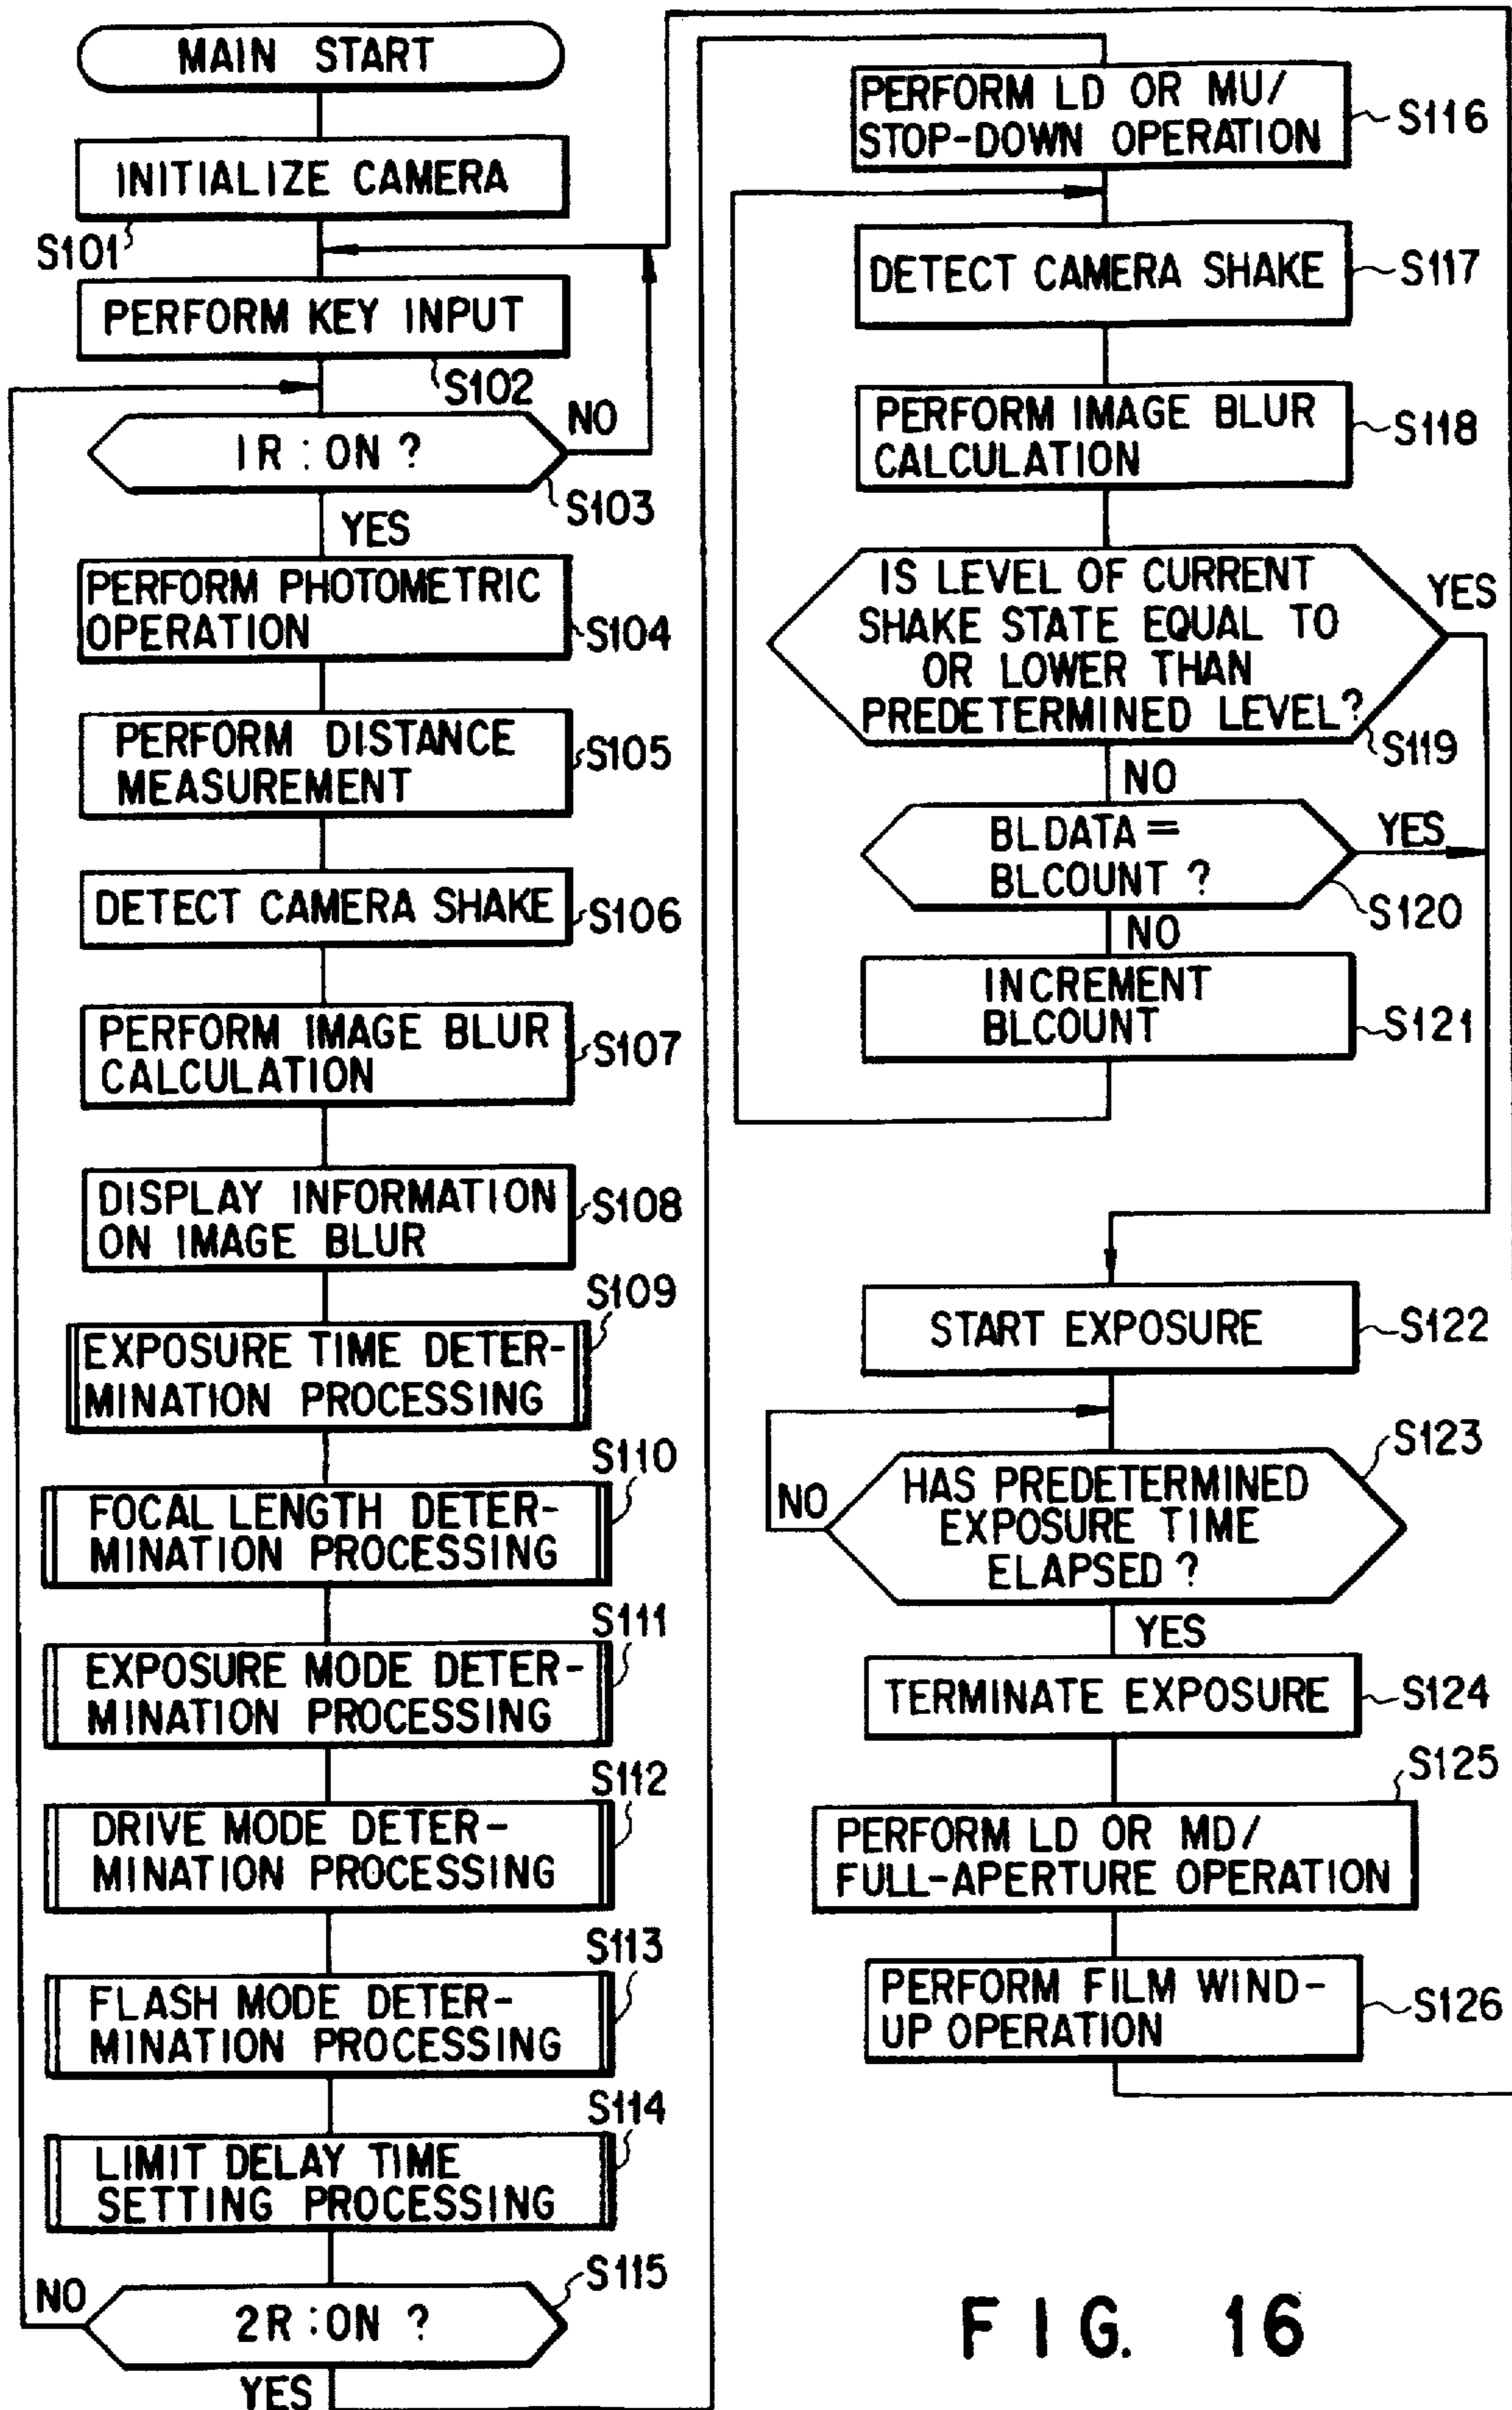 MAIN START
INITIALIZE CAMERA
S101
PERFORM KEY INPUT
S102
1R : ON ?
NO
S103
YES
PERFORM PHOTOMETRIC
OPERATION
S104
PERFORM DISTANCE
MEASUREMENT
S105
DETECT CAMERA SHAKE
S106
PERFORM IMAGE BLUR
CALCULATION
S107
DISPLAY INFORMATION
ON IMAGE BLUR
S108
S109
EXPOSURE TIME DETER-
MINATION PROCESSING
S110
FOCAL LENGTH DETER-
MINATION PROCESSING
S111
EXPOSURE MODE DETER-
MINATION PROCESSING
S112
DRIVE MODE DETER-
MINATION PROCESSING
S113
FLASH MODE DETER-
MINATION PROCESSING
S114
LIMIT DELAY TIME
SETTING PROCESSING
S115
NO
2R : ON ?
YES
PERFORM LD OR MU/
STOP-DOWN OPERATION
S116
DETECT CAMERA SHAKE
S117
PERFORM IMAGE BLUR
CALCULATION
S118
IS LEVEL OF CURRENT
SHAKE STATE EQUAL TO
OR LOWER THAN
PREDETERMINED LEVEL?
YES
S119
NO
BLDATA =
BLCOUNT ?
YES
S120
NO
INCREMENT
BLCOUNT
S121
START EXPOSURE
S122
S123
NO
HAS PREDETERMINED
EXPOSURE TIME
ELAPSED ?
YES
TERMINATE EXPOSURE
S124
S125
PERFORM LD OR MD/
FULL-APERTURE OPERATION
PERFORM FILM WIND-
UP OPERATION
S126
FIG. 16